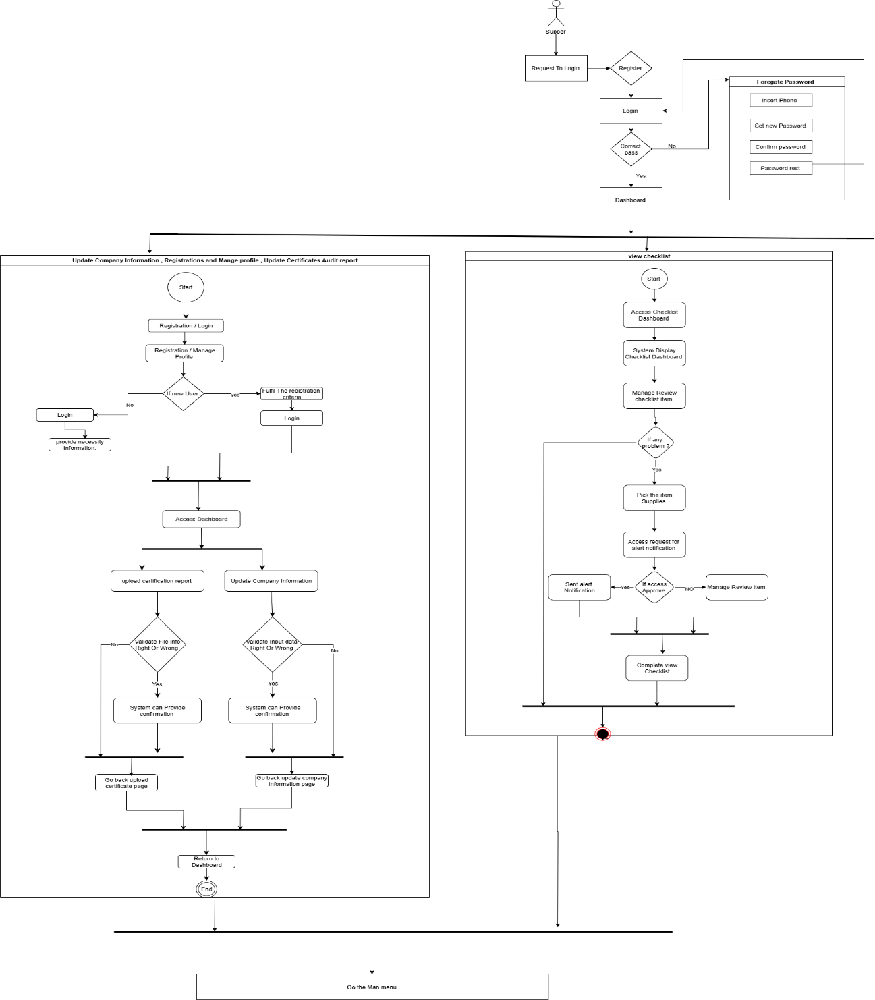 Supper
Request To Login
Register
Foregate Password
Insert Phone
Login
Set new Password
Correct
pass
No
Confirm password
Password rest
Yes
Dashboard
Update Company Information , Registrations and Mange profile , Update Certificates Audit report
Start
Registration / Login
Registration / Manage
Profile
If new User
yes
No
Fulfil The registration
criteria
Login
Login
provide necessity
Information.
Access Dashboard
upload certification report
Update Company Information
Validate File info
Right Or Wrong
No
Yes
Validate Input data
Right Or Wrong
No
Yes
System can Provide
confirmation
System can Provide
confirmation
Go back upload
certificate page
Go back update company
information page
Return to
Dashboard
End
view checklist
Start
Access Checklist
Dashboard
System Display
Checklist Dashboard
Manage Review
checklist item
If any
problem ?
Yes
Pick the item
Supplies
Access request for
alert notification
Sent alert
Notification
Yes
If access
Approve
NO
Manage Review item
Complete view
Checklist
Go the Man menu